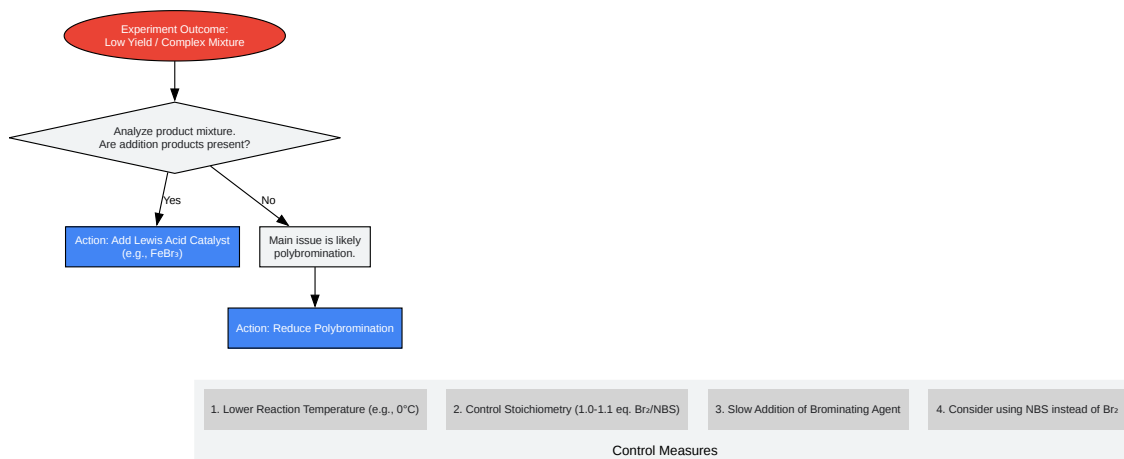 Experiment Outcome:
Low Yield / Complex Mixture
Analyze product mixture.
Are addition products present?
Yes
No
Action: Add Lewis Acid Catalyst
(e.g., FeBr₃)
Main issue is likely
polybromination.
Action: Reduce Polybromination
1. Lower Reaction Temperature (e.g., 0°C)
2. Control Stoichiometry (1.0-1.1 eq. Br₂/NBS)
3. Slow Addition of Brominating Agent
4. Consider using NBS instead of Br₂
Control Measures